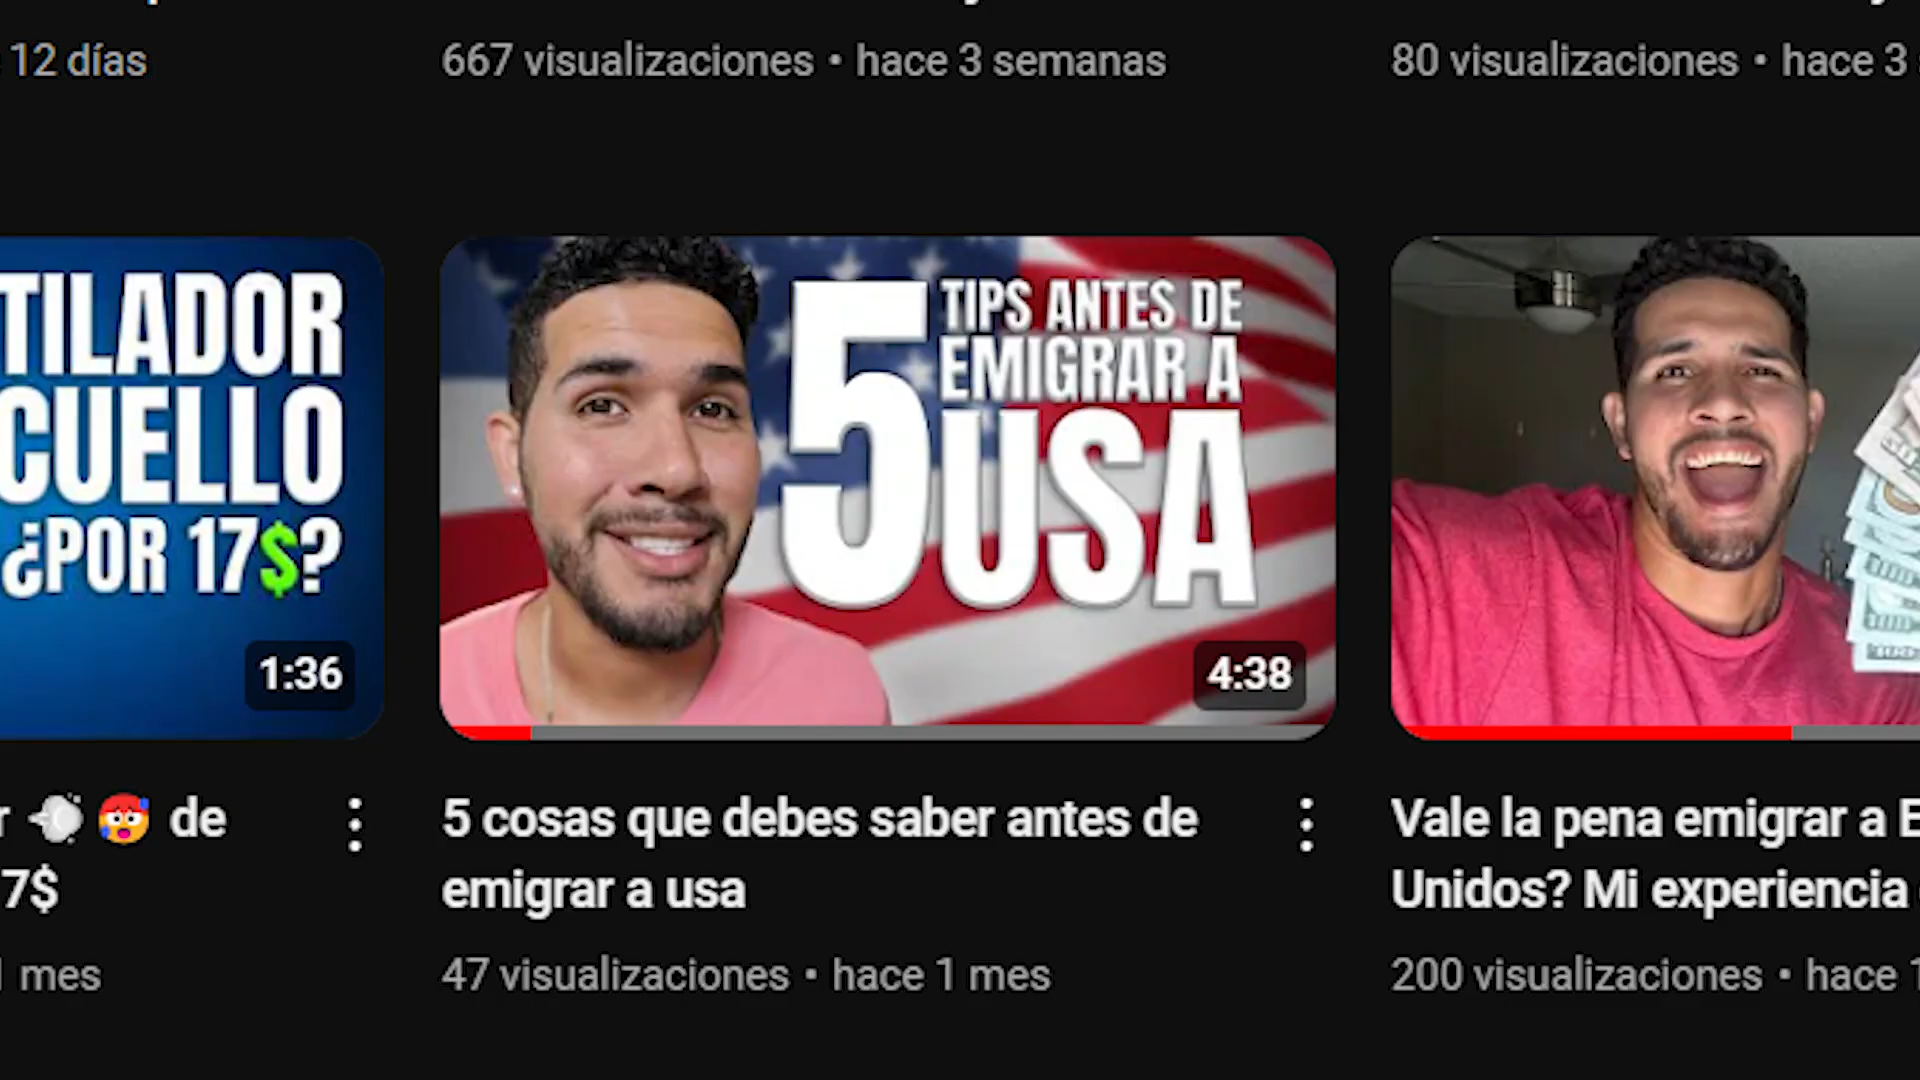 12 días
667 visualizaciones • hace 3 semanas
80 visualizaciones • hace 3
TILADOR
CUELLO
¿POR 17$?
1:36
5 TIPS ANTES DE
EMIGRAR A
USA
4:38
de
7$
mes
5 cosas que debes saber antes de
emigrar a usa
47 visualizaciones • hace 1 mes
Vale la pena emigrar a E
Unidos? Mi experiencia
200 visualizaciones • hace 1